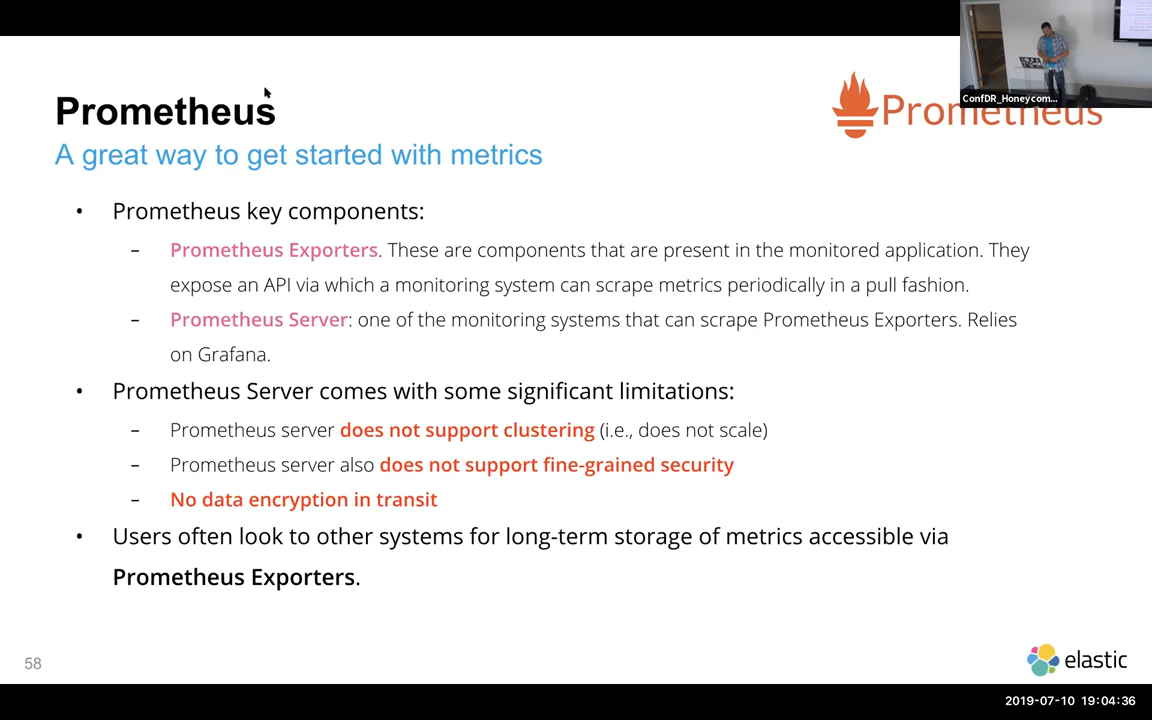 Prometheus
A great way to get started with metrics
Prometheus
ConfDR_Honeycom...
• Prometheus key components:
– Prometheus Exporters. These are components that are present in the monitored application. They
expose an API via which a monitoring system can scrape metrics periodically in a pull fashion.
– Prometheus Server: one of the monitoring systems that can scrape Prometheus Exporters. Relies
on Grafana.
• Prometheus Server comes with some significant limitations:
– Prometheus server does not support clustering (i.e., does not scale)
– Prometheus server also does not support fine-grained security
– No data encryption in transit
• Users often look to other systems for long-term storage of metrics accessible via
Prometheus Exporters.
58
elastic
2019-07-10 19:04:36